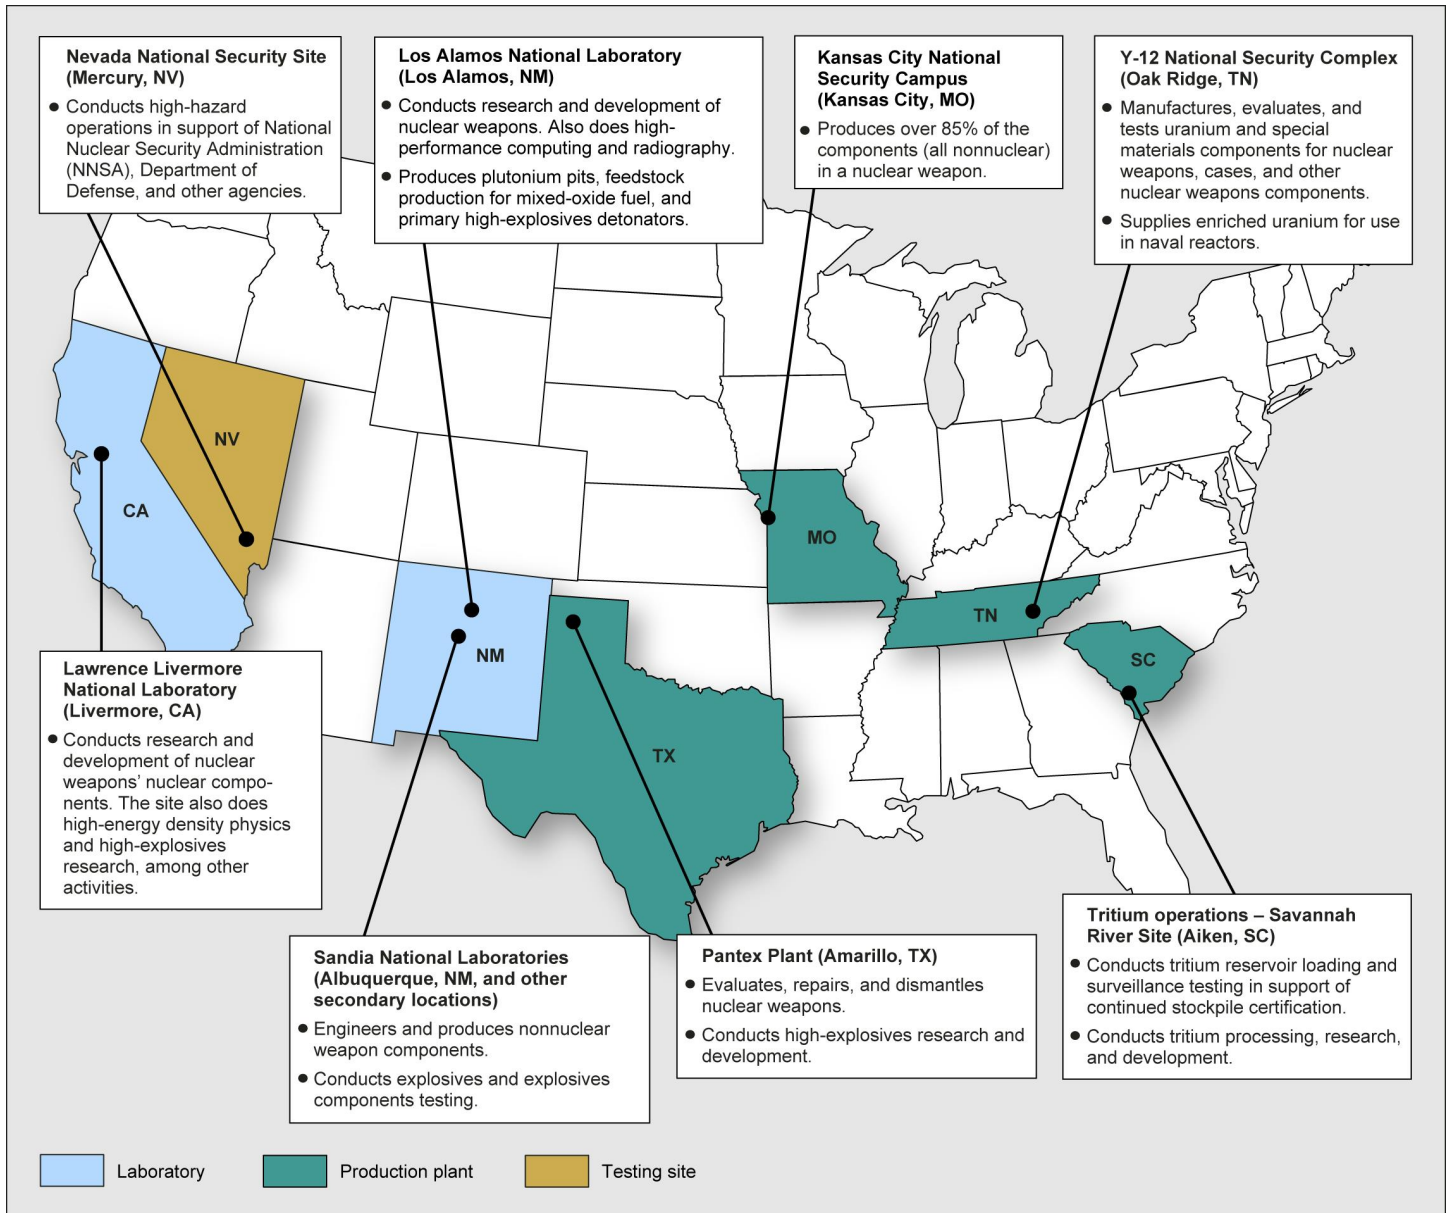 Nevada National Security Site
(Mercury, NV)
● Conducts high-hazard
operations in support of National
Nuclear Security Administration
(NNSA), Department of
Defense, and other agencies.
Los Alamos National Laboratory
(Los Alamos, NM)
● Conducts research and development of
nuclear weapons. Also does high-
performance computing and radiography.
● Produces plutonium pits, feedstock
production for mixed-oxide fuel, and
primary high-explosives detonators.
Kansas City National
Security Campus
(Kansas City, MO)
● Produces over 85% of the
components (all nonnuclear)
in a nuclear weapon.
Y-12 National Security Complex
(Oak Ridge, TN)
● Manufactures, evaluates, and
tests uranium and special
materials components for nuclear
weapons, cases, and other
nuclear weapons components.
● Supplies enriched uranium for use
in naval reactors.
NV
CA
MO
TN
NM
SC
TX
Lawrence Livermore
National Laboratory
(Livermore, CA)
● Conducts research and
development of nuclear
weapons’ nuclear compo-
nents. The site also does
high-energy density physics
and high-explosives
research, among other
activities.
Sandia National Laboratories
(Albuquerque, NM, and other
secondary locations)
● Engineers and produces nonnuclear
weapon components.
● Conducts explosives and explosives
components testing.
Pantex Plant (Amarillo, TX)
● Evaluates, repairs, and dismantles
nuclear weapons.
● Conducts high-explosives research and
development.
Tritium operations – Savannah
River Site (Aiken, SC)
● Conducts tritium reservoir loading and
surveillance testing in support of
continued stockpile certification.
● Conducts tritium processing, research,
and development.
Laboratory
Production plant
Testing site